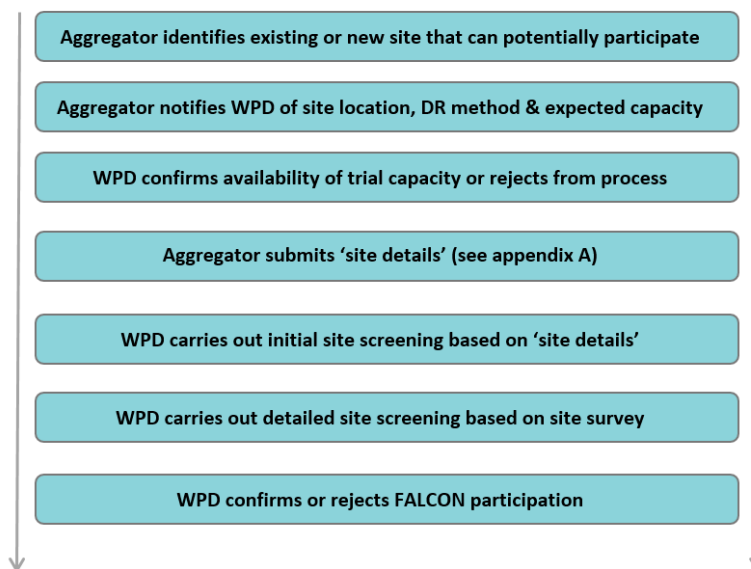 Aggregator identifies existing or new site that can potentially participate
Aggregator notifies WPD of site location, DR method & expected capacity
WPD confirms availability of trial capacity or rejects from process
Aggregator submits ‘site details’ (see appendix A)
WPD carries out initial site screening based on ‘site details’
WPD carries out detailed site screening based on site survey
WPD confirms or rejects FALCON participation